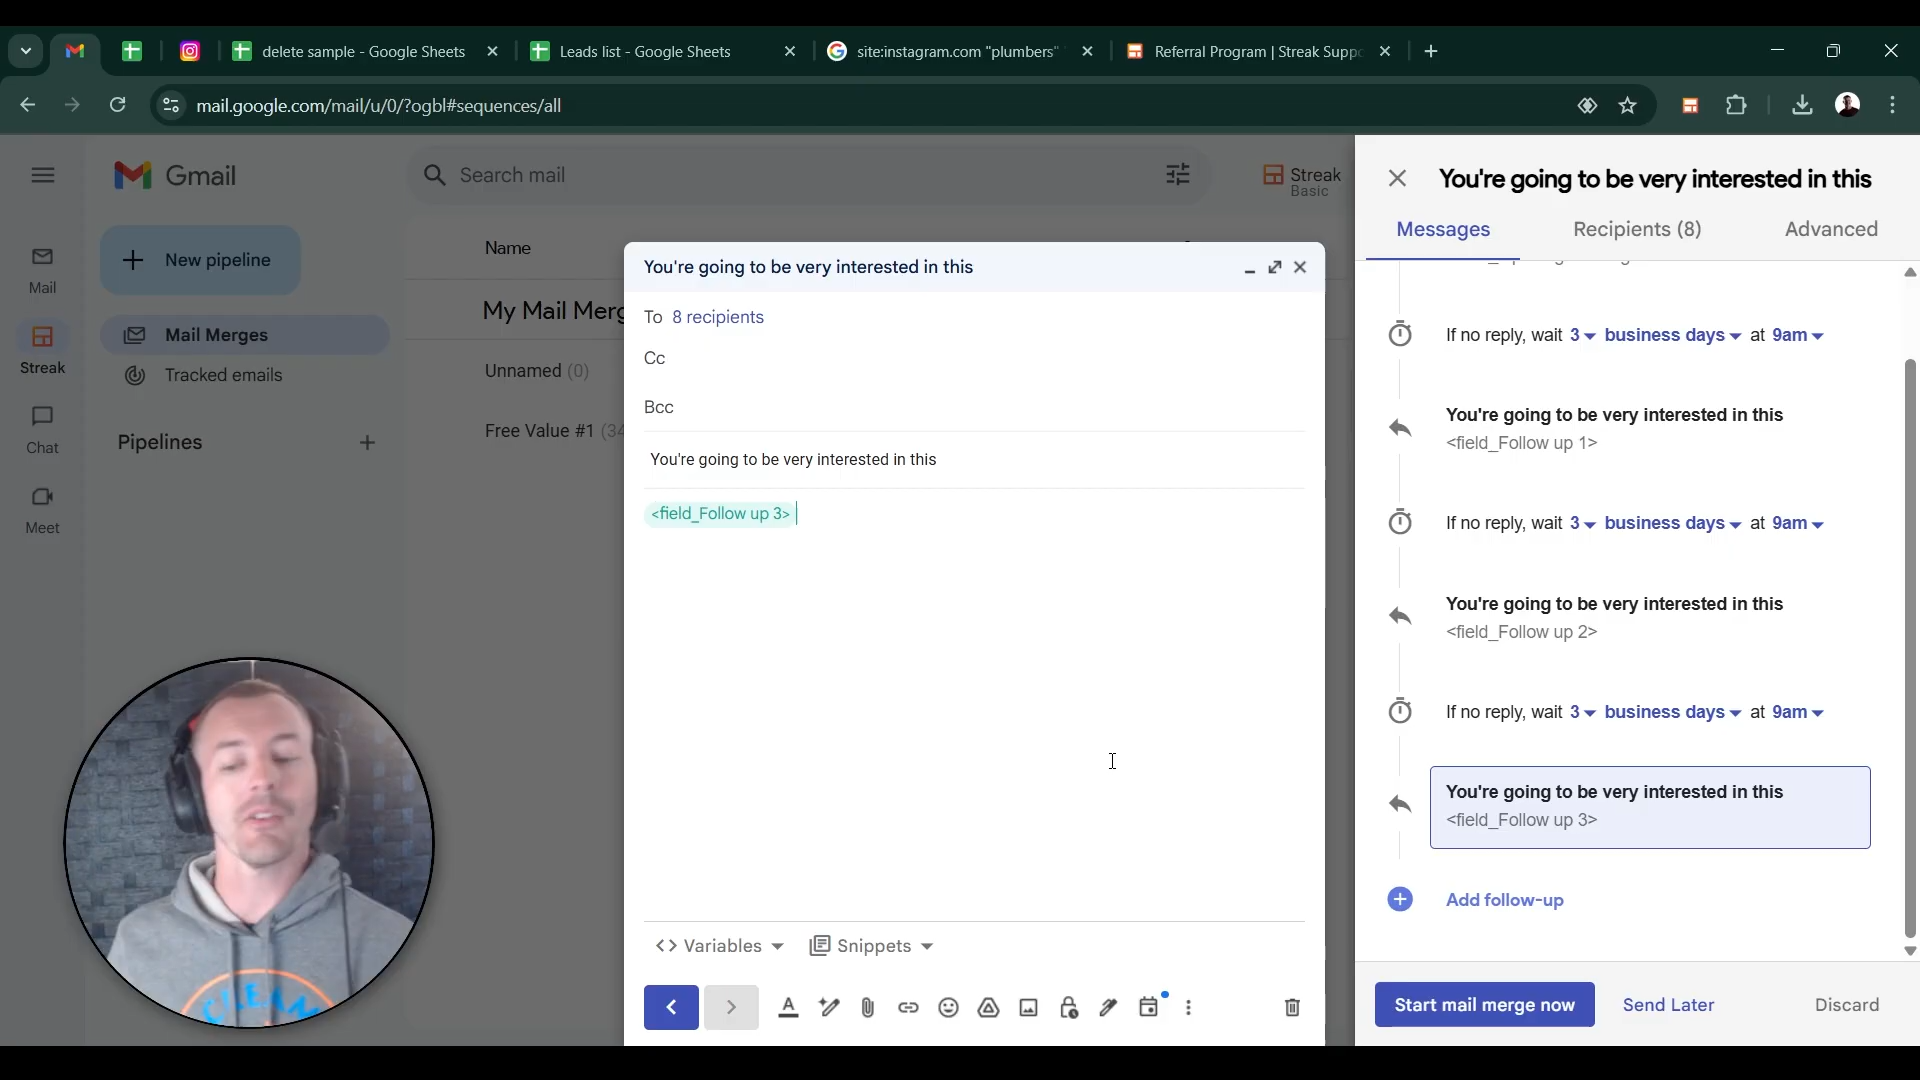 delete sample - Google Sheets
Leads list - Google Sheets
site:instagram.com "plumbers"
Referral Program | Streak Suppo
mail.google.com/mail/u/0/?ogbl#sequences/all
Gmail
Search mail
Streak
Basic
You're going to be very interested in this
Messages
Recipients (8)
Advanced
Mail
Streak
Chat
Meet
New pipeline
Mail Merges
Tracked emails
Pipelines
Name
My Mail Merg
Unnamed (0)
Free Value #1 (34
You're going to be very interested in this
To 8 recipients
Cc
Bcc
You're going to be very interested in this
<field_Follow up 3>
Variables
Snippets
If no reply, wait 3 business days at 9am
You're going to be very interested in this
<field_Follow up 1>
If no reply, wait 3 business days at 9am
You're going to be very interested in this
<field_Follow up 2>
If no reply, wait 3 business days at 9am
You're going to be very interested in this
<field_Follow up 3>
Add follow-up
Start mail merge now
Send Later
Discard
CLEAN